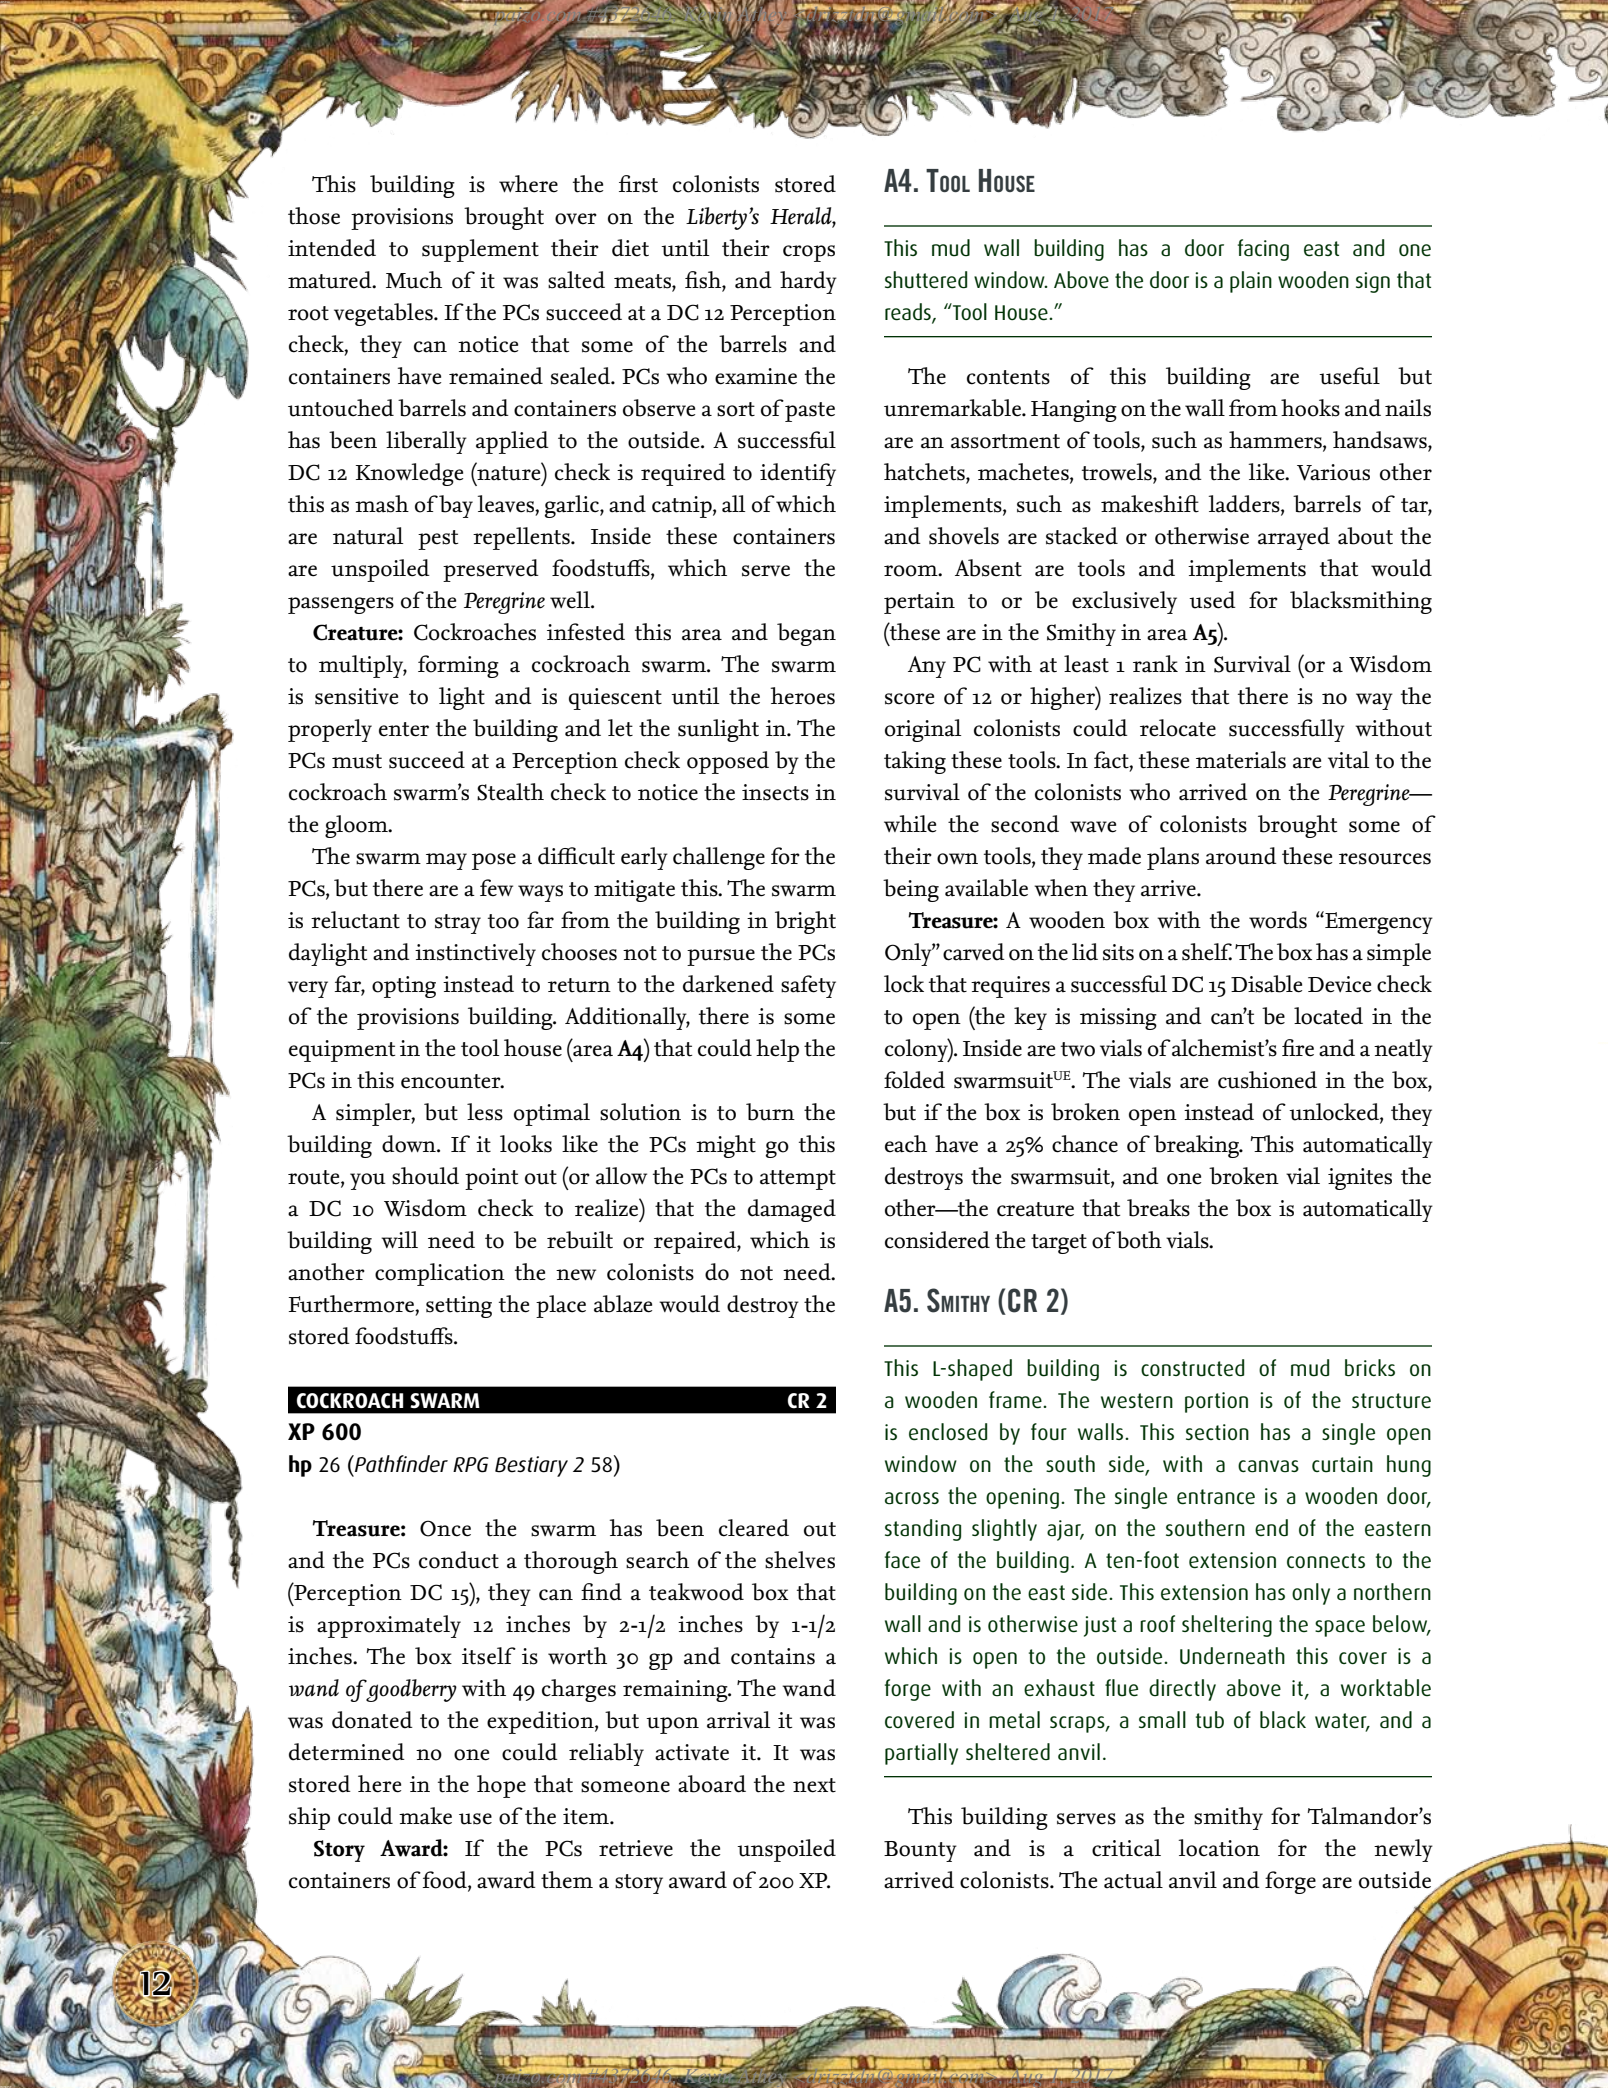 This building is where the first colonists stored
those provisions brought over on the Liberty's Herald,
intended to supplement their diet until their crops
matured. Much of it was salted meats, fish, and hardy
root vegetables. If the PCs succeed at a DC 12 Perception
check, they can notice that some of the barrels and
containers have remained sealed. PCs who examine the
untouched barrels and containers observe a sort of paste
has been liberally applied to the outside. A successful
DC 12 Knowledge (nature) check is required to identify
this as mash of bay leaves, garlic, and catnip, all of which
are natural pest repellents. Inside these containers
are unspoiled preserved foodstuffs, which serve the
passengers of the Peregrine well.
Creature: Cockroaches infested this area and began
to multiply, forming a cockroach swarm. The swarm
is sensitive to light and is quiescent until the heroes
properly enter the building and let the sunlight in. The
PCs must succeed at a Perception check opposed by the
cockroach swarm's Stealth check to notice the insects in
the gloom.
The swarm may pose a difficult early challenge for the
PCs, but there are a few ways to mitigate this. The swarm
is reluctant to stray too far from the building in bright
daylight and instinctively chooses not to pursue the PCs
very far, opting instead to return to the darkened safety
of the provisions building. Additionally, there is some
equipment in the tool house (area A4) that could help the
PCs in this encounter.
A simpler, but less optimal solution is to burn the
building down. If it looks like the PCs might go this
route, you should point out (or allow the PCs to attempt
a DC 10 Wisdom check to realize) that the damaged
building will need to be rebuilt or repaired, which is
another complication the new colonists do not need.
Furthermore, setting the place ablaze would destroy the
stored foodstuffs.
COCKROACH SWARM CR 2
XP 600
hp 26 (Pathfinder RPG Bestiary 2 58)
Treasure: Once the swarm has been cleared out
and the PCs conduct a thorough search of the shelves
(Perception DC 15), they can find a teakwood box that
is approximately 12 inches by 2-1/2 inches by 1-1/2
inches. The box itself is worth 30 gp and contains a
wand of goodberry with 49 charges remaining. The wand
was donated to the expedition, but upon arrival it was
determined no one could reliably activate it. It was
stored here in the hope that someone aboard the next
ship could make use of the item.
Story Award: If the PCs retrieve the unspoiled
containers of food, award them a story award of 200 XP.
A4. TOOL HOUSE
This mud wall building has a door facing east and one
shuttered window. Above the door is a plain wooden sign that
reads, “Tool House.”
The contents of this building are useful but
unremarkable. Hanging on the wall from hooks and nails
are an assortment of tools, such as hammers, handsaws,
hatchets, machetes, trowels, and the like. Various other
implements, such as makeshift ladders, barrels of tar,
and shovels are stacked or otherwise arrayed about the
room. Absent are tools and implements that would
pertain to or be exclusively used for blacksmithing
(these are in the Smithy in area A5).
Any PC with at least 1 rank in Survival (or a Wisdom
score of 12 or higher) realizes that there is no way the
original colonists could relocate successfully without
taking these tools. In fact, these materials are vital to the
survival of the colonists who arrived on the Peregrine—
while the second wave of colonists brought some of
their own tools, they made plans around these resources
being available when they arrive.
Treasure: A wooden box with the words “Emergency
Only” carved on the lid sits on a shelf. The box has a simple
lock that requires a successful DC 15 Disable Device check
to open (the key is missing and can't be located in the
colony). Inside are two vials of alchemist's fire and a neatly
folded swarmsuitUE. The vials are cushioned in the box,
but if the box is broken open instead of unlocked, they
each have a 25% chance of breaking. This automatically
destroys the swarmsuit, and one broken vial ignites the
other—the creature that breaks the box is automatically
considered the target of both vials.
A5. SMITHY (CR 2)
This L-shaped building is constructed of mud bricks on
a wooden frame. The western portion is of the structure
is enclosed by four walls. This section has a single open
window on the south side, with a canvas curtain hung
across the opening. The single entrance is a wooden door,
standing slightly ajar, on the southern end of the eastern
face of the building. A ten-foot extension connects to the
building on the east side. This extension has only a northern
wall and is otherwise just a roof sheltering the space below,
which is open to the outside. Underneath this cover is a
forge with an exhaust flue directly above it, a worktable
covered in metal scraps, a small tub of black water, and a
partially sheltered anvil.
This building serves as the smithy for Talmandor's
Bounty and is a critical location for the newly
arrived colonists. The actual anvil and forge are outside
12